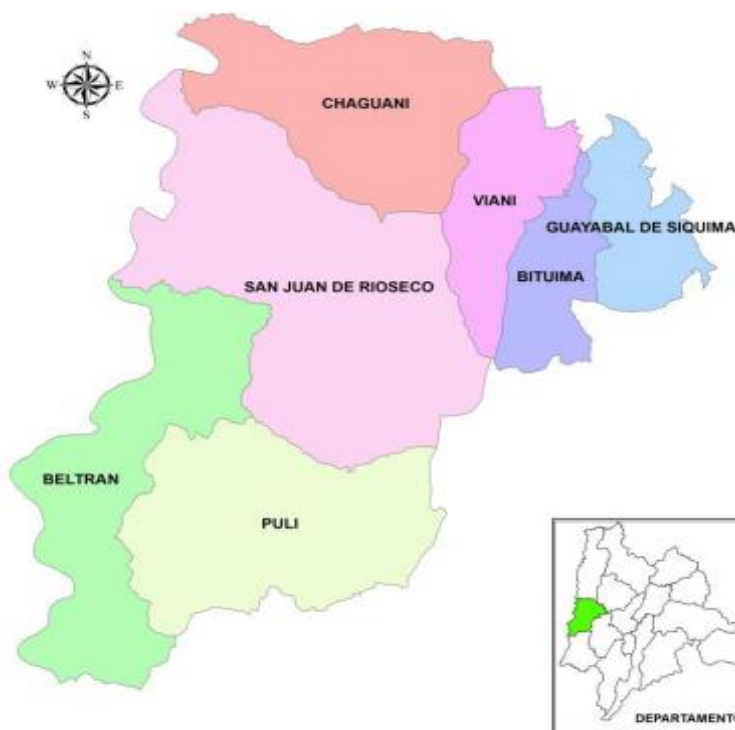 N
W E
S
CHAGUANI
VIANI
GUAYABAL DE SIQUIMA
BITUIMA
SAN JUAN DE RIOSECO
BELTRAN
PULI
DEPARTAMENTO